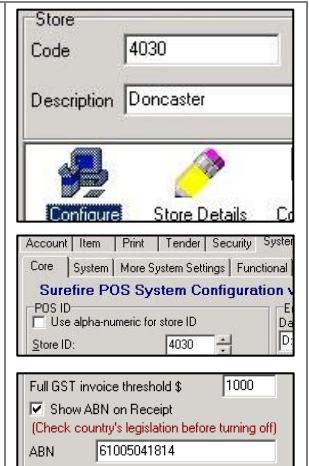 Store
Code 4030
Description Doncaster
Configure Store Details
Account Item Print Tender Security
Core System More System Settings Functional
Surefire POS System Configuration
POS ID
Use alpha-numeric for store ID
Store ID: 4030
Full GST invoice threshold $ 1000
Show ABN on Receipt
(Check country's legislation before turning off)
ABN 61005041814